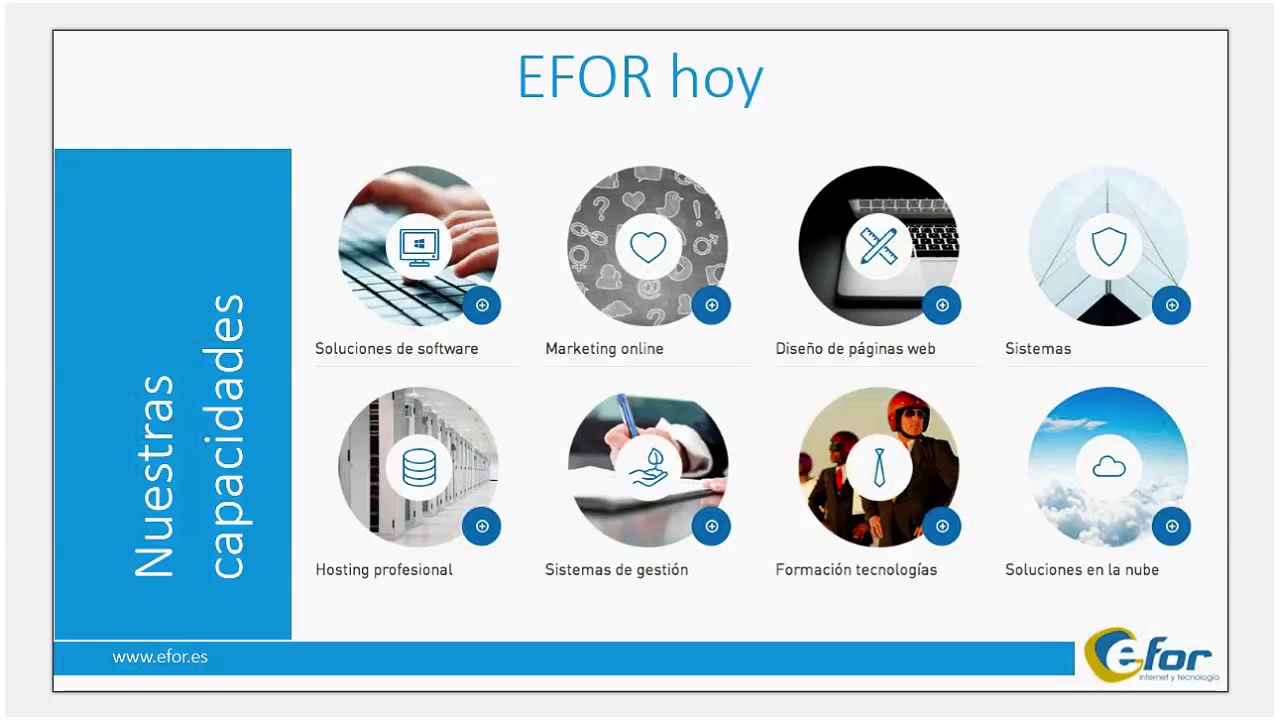 EFOR hoy
Nuestras
capacidades
Soluciones de software
Marketing online
Diseño de páginas web
Sistemas
Hosting profesional
Sistemas de gestión
Formación tecnologías
Soluciones en la nube
www.efor.es
efor
internet y tecnología